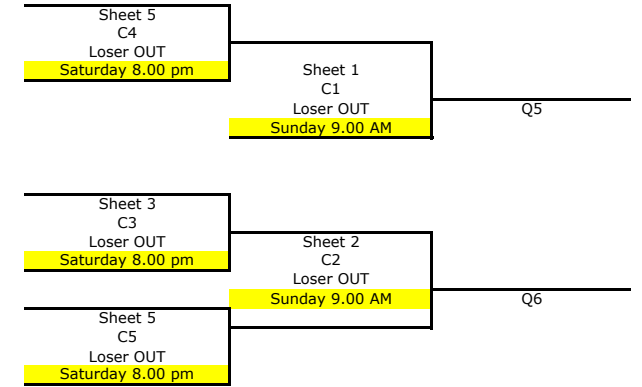 Sheet 5
C4
Loser OUT
Saturday 8.00 pm
Sheet 1
C1
Loser OUT
Sunday 9.00 AM
Q5
Sheet 3
C3
Loser OUT
Saturday 8.00 pm
Sheet 2
C2
Loser OUT
Sunday 9.00 AM
Q6
Sheet 5
C5
Loser OUT
Saturday 8.00 pm